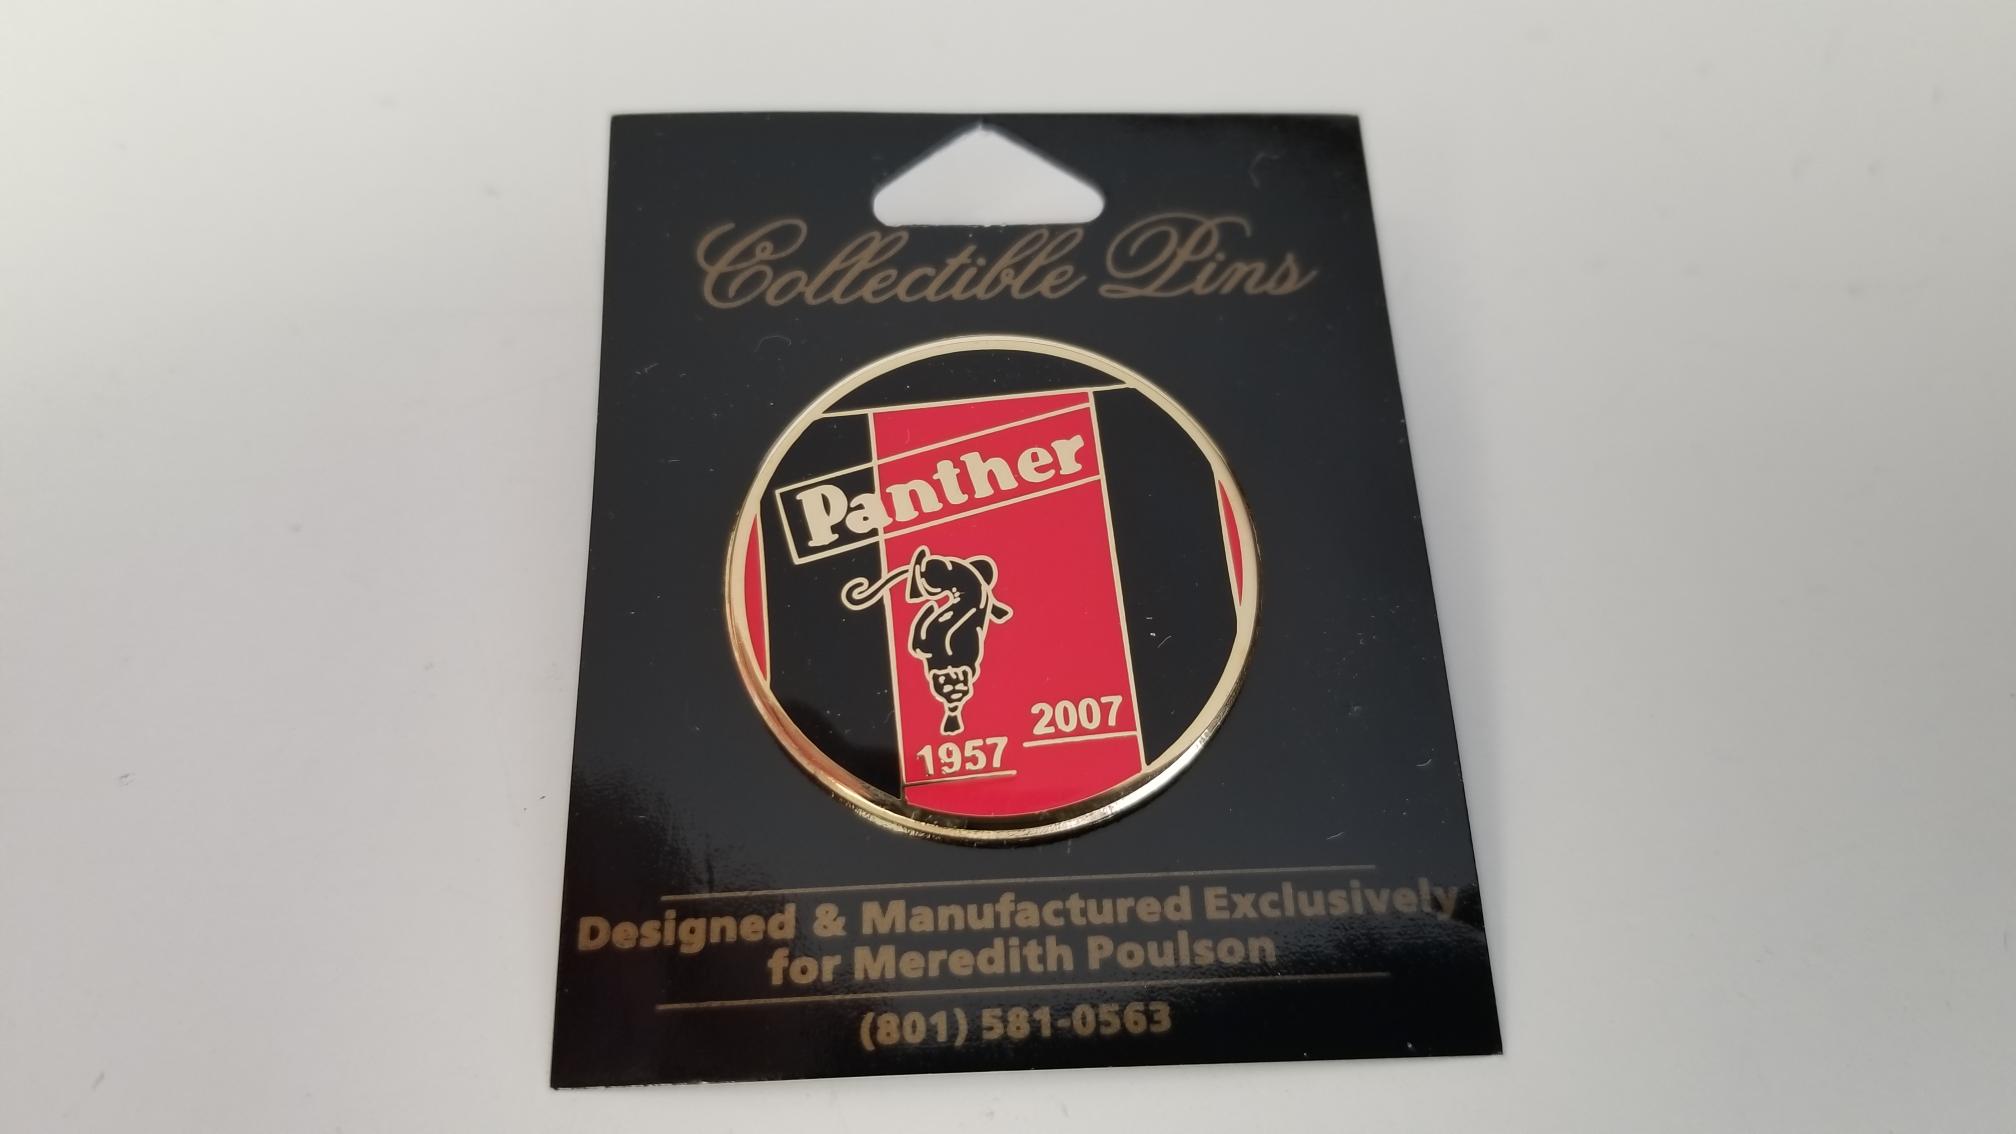 Collectible Pins
Panther
1957 2007
Designed & Manufactured Exclusively
for Meredith Poulson
(801) 581-0563